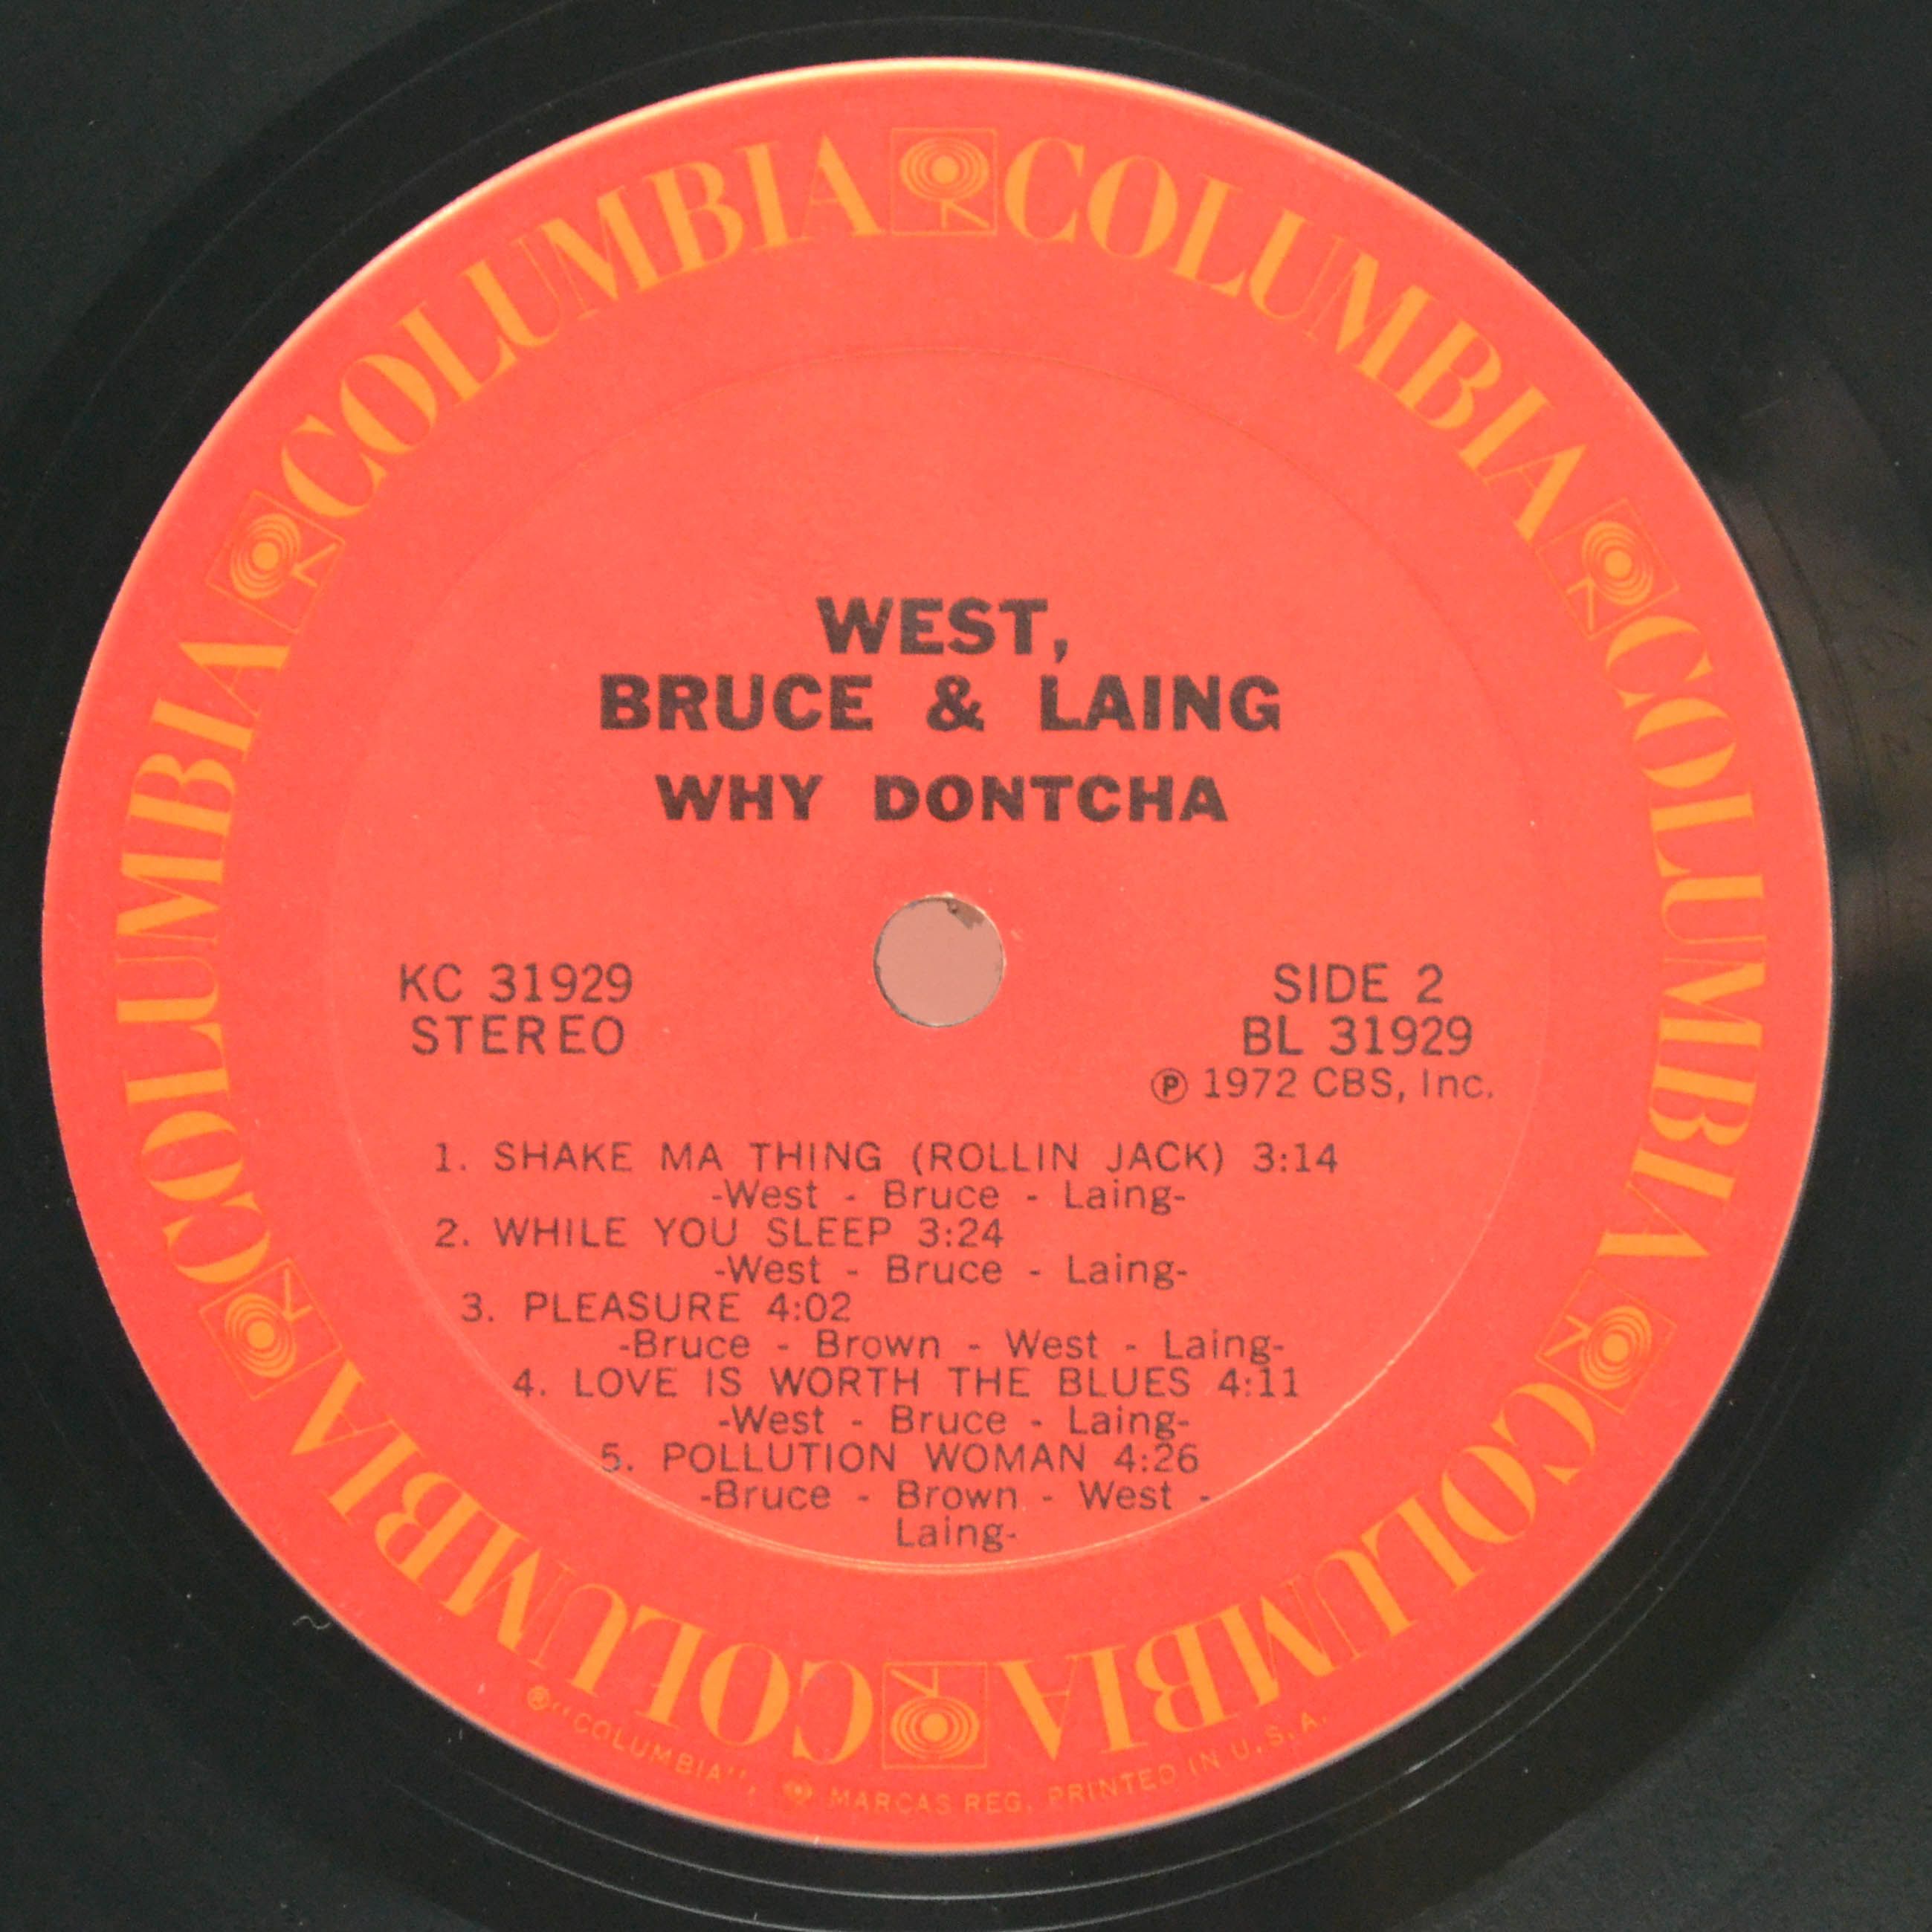 COLUMBIA COLUMBIA COLUMBIA COLUMBIA COLUMBIA COLUMBIA
WEST,
BRUCE & LAING
WHY DONTCHA
KC 31929
STEREO
SIDE 2
BL 31929
Ⓟ 1972 CBS, Inc.
1. SHAKE MA THING (ROLLIN JACK) 3:14
-West - Bruce - Laing-
2. WHILE YOU SLEEP 3:24
-West - Bruce - Laing-
3. PLEASURE 4:02
-Bruce - Brown - West - Laing-
4. LOVE IS WORTH THE BLUES 4:11
-West - Bruce - Laing-
5. POLLUTION WOMAN 4:26
-Bruce - Brown - West -
Laing-
®"COLUMBIA", MARCAS REG. PRINTED IN U.S.A.